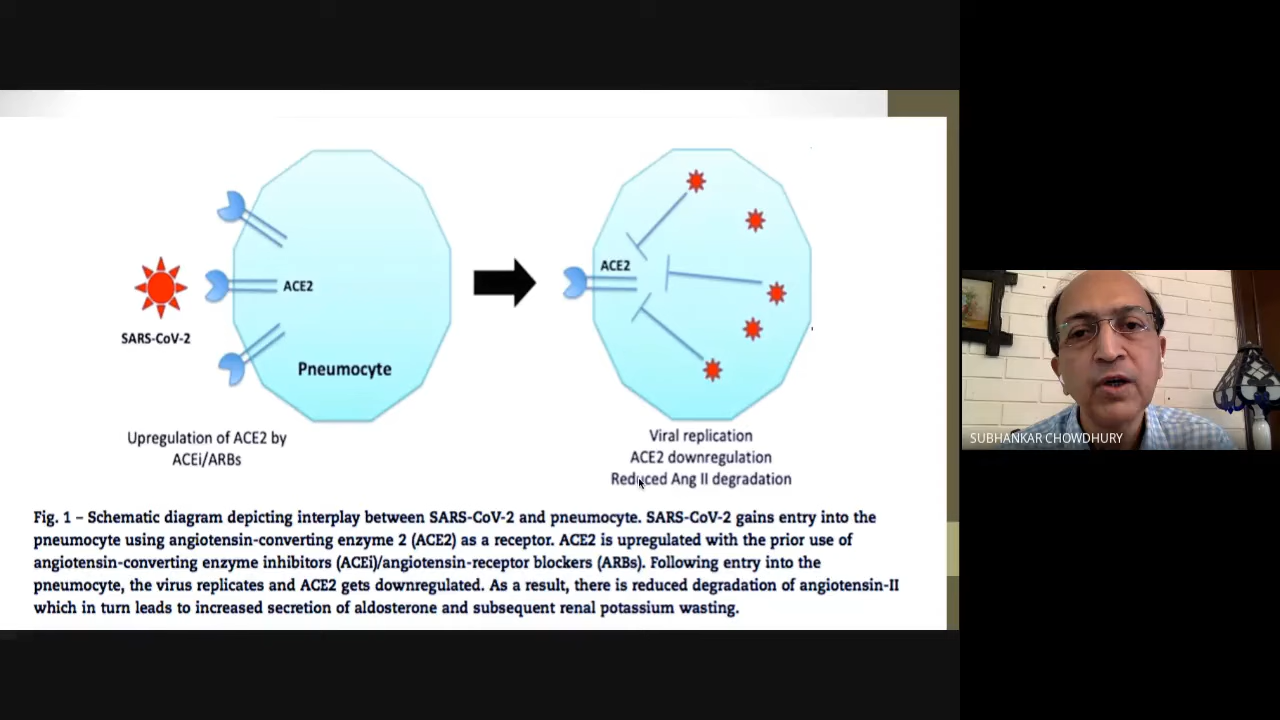 SARS-CoV-2
ACE2
Pneumocyte
Upregulation of ACE2 by
ACEi/ARBs
ACE2
Viral replication
ACE2 downregulation
Reduced Ang II degradation
Fig. 1 – Schematic diagram depicting interplay between SARS-CoV-2 and pneumocyte. SARS-CoV-2 gains entry into the
pneumocyte using angiotensin-converting enzyme 2 (ACE2) as a receptor. ACE2 is upregulated with the prior use of
angiotensin-converting enzyme inhibitors (ACEi)/angiotensin-receptor blockers (ARBs). Following entry into the
pneumocyte, the virus replicates and ACE2 gets downregulated. As a result, there is reduced degradation of angiotensin-II
which in turn leads to increased secretion of aldosterone and subsequent renal potassium wasting.
SUBHANKAR CHOWDHURY